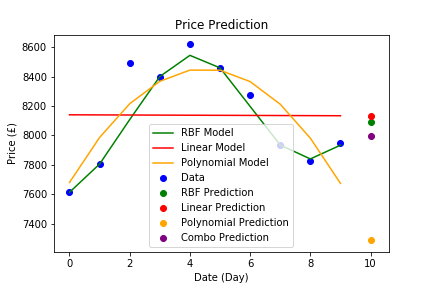 Price Prediction
8600
8400
8200
8000
7800
7600
7400
Price (£)
RBF Model
Linear Model
Polynomial Model
Data
RBF Prediction
Linear Prediction
Polynomial Prediction
Combo Prediction
0 2 4 6 8 10
Date (Day)